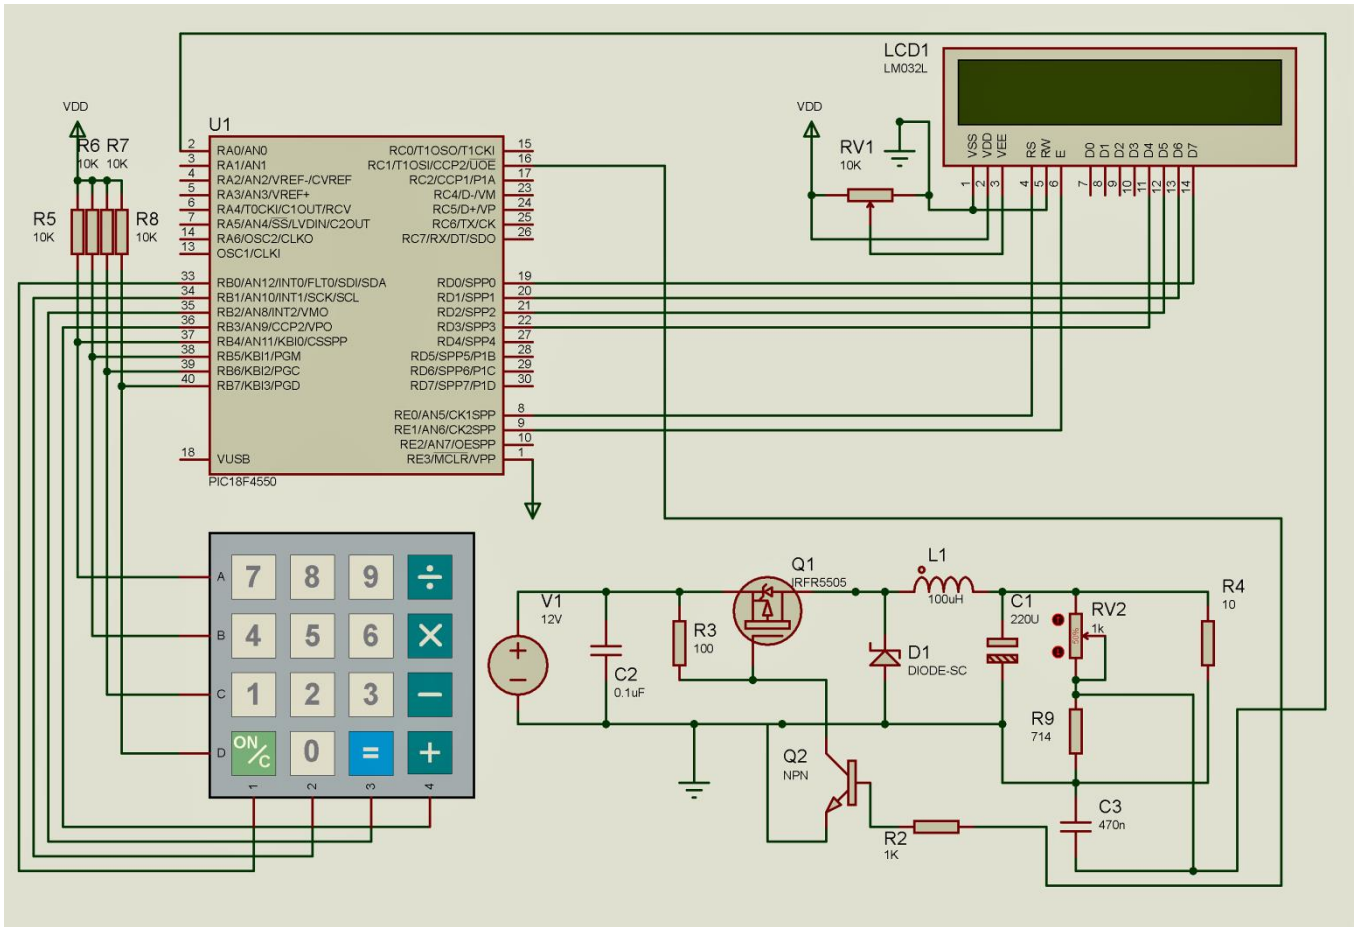 LCD1
LM032L
VSS
VDD
VEE
RS
RW
E
D0
D1
D2
D3
D4
D5
D6
D7
1
2
3
4
5
6
7
8
9
10
11
12
13
14
VDD
RV1
10K
VDD
R6 R7
10K 10K
R5
10K
R8
10K
U1
2 RA0/AN0
3 RA1/AN1
4 RA2/AN2/VREF-/CVREF
5 RA3/AN3/VREF+
6 RA4/T0CKI/C1OUT/RCV
7 RA5/AN4/SS/LVDIN/C2OUT
14 RA6/OSC2/CLKO
13 OSC1/CLKI
33 RB0/AN12/INT0/FLT0/SDI/SDA
34 RB1/AN10/INT1/SCK/SCL
35 RB2/AN8/INT2/VMO
36 RB3/AN9/CCP2/VPO
37 RB4/AN11/KBI0/CSSPP
38 RB5/KBI1/PGM
39 RB6/KBI2/PGC
40 RB7/KBI3/PGD
18 VUSB
RC0/T1OSO/T1CKI 15
RC1/T1OSI/CCP2/UOE 16
RC2/CCP1/P1A 17
RC4/D-/VM 23
RC5/D+/VP 24
RC6/TX/CK 25
RC7/RX/DT/SDO 26
RD0/SPP0 19
RD1/SPP1 20
RD2/SPP2 21
RD3/SPP3 22
RD4/SPP4 27
RD5/SPP5/P1B 28
RD6/SPP6/P1C 29
RD7/SPP7/P1D 30
RE0/AN5/CK1SPP 8
RE1/AN6/CK2SPP 9
RE2/AN7/OESPP 10
RE3/MCLR/VPP 1
PIC18F4550
A 7 8 9 ÷
B 4 5 6 ×
C 1 2 3 −
D ON/C 0 = +
1 2 3 4
V1
12V
C2
0.1uF
R3
100
Q1
IRFR5505
L1
100uH
D1
DIODE-SC
C1
220U
RV2
1k
50%
R4
10
R9
714
Q2
NPN
R2
1K
C3
470n